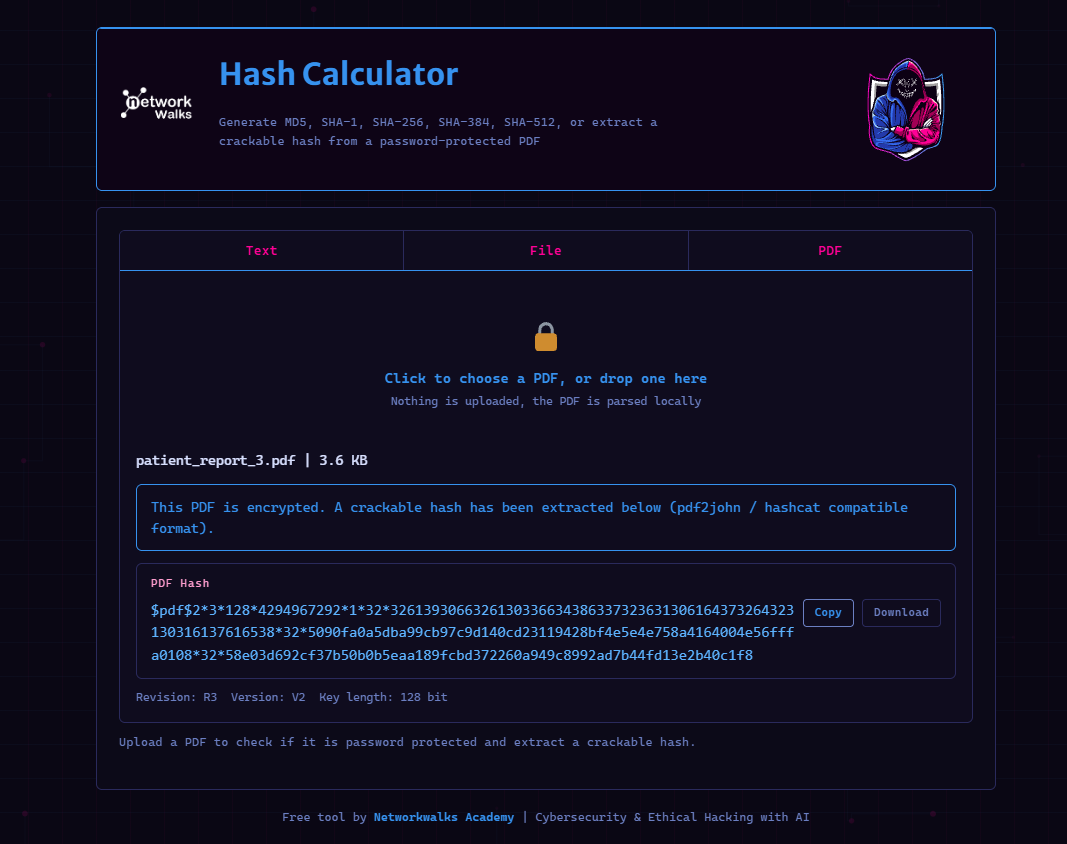 network
Walks
Hash Calculator
Generate MD5, SHA-1, SHA-256, SHA-384, SHA-512, or extract a
crackable hash from a password-protected PDF
Text
File
PDF
Click to choose a PDF, or drop one here
Nothing is uploaded, the PDF is parsed locally
patient_report_3.pdf | 3.6 KB
This PDF is encrypted. A crackable hash has been extracted below (pdf2john / hashcat compatible
format).
PDF Hash
$pdf$2*3*128*4294967292*1*32*3261393066326130336634386337323631306164373264323
130316137616538*32*5090fa0a5dba99cb97c9d140cd23119428bf4e5e4e758a4164004e56fff
a0108*32*58e03d692cf37b50b0b5eaa189fcbd372260a949c8992ad7b44fd13e2b40c1f8
Copy
Download
Revision: R3 Version: V2 Key length: 128 bit
Upload a PDF to check if it is password protected and extract a crackable hash.
Free tool by Networkwalks Academy | Cybersecurity & Ethical Hacking with AI